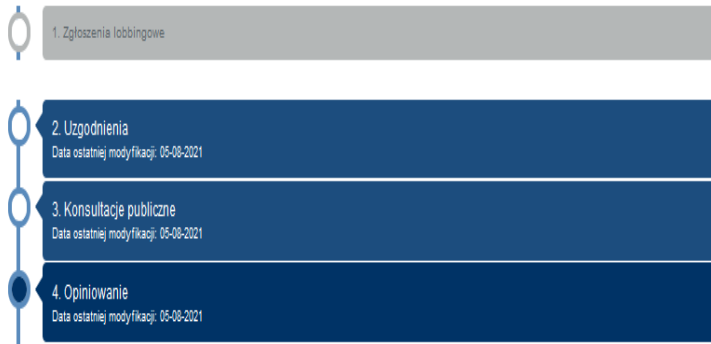 1. Zgłoszenia lobbingowe
2. Uzgodnienia
Data ostatniej modyfikacji: 05-08-2021
3. Konsultacje publiczne
Data ostatniej modyfikacji: 05-08-2021
4. Opiniowanie
Data ostatniej modyfikacji: 05-08-2021